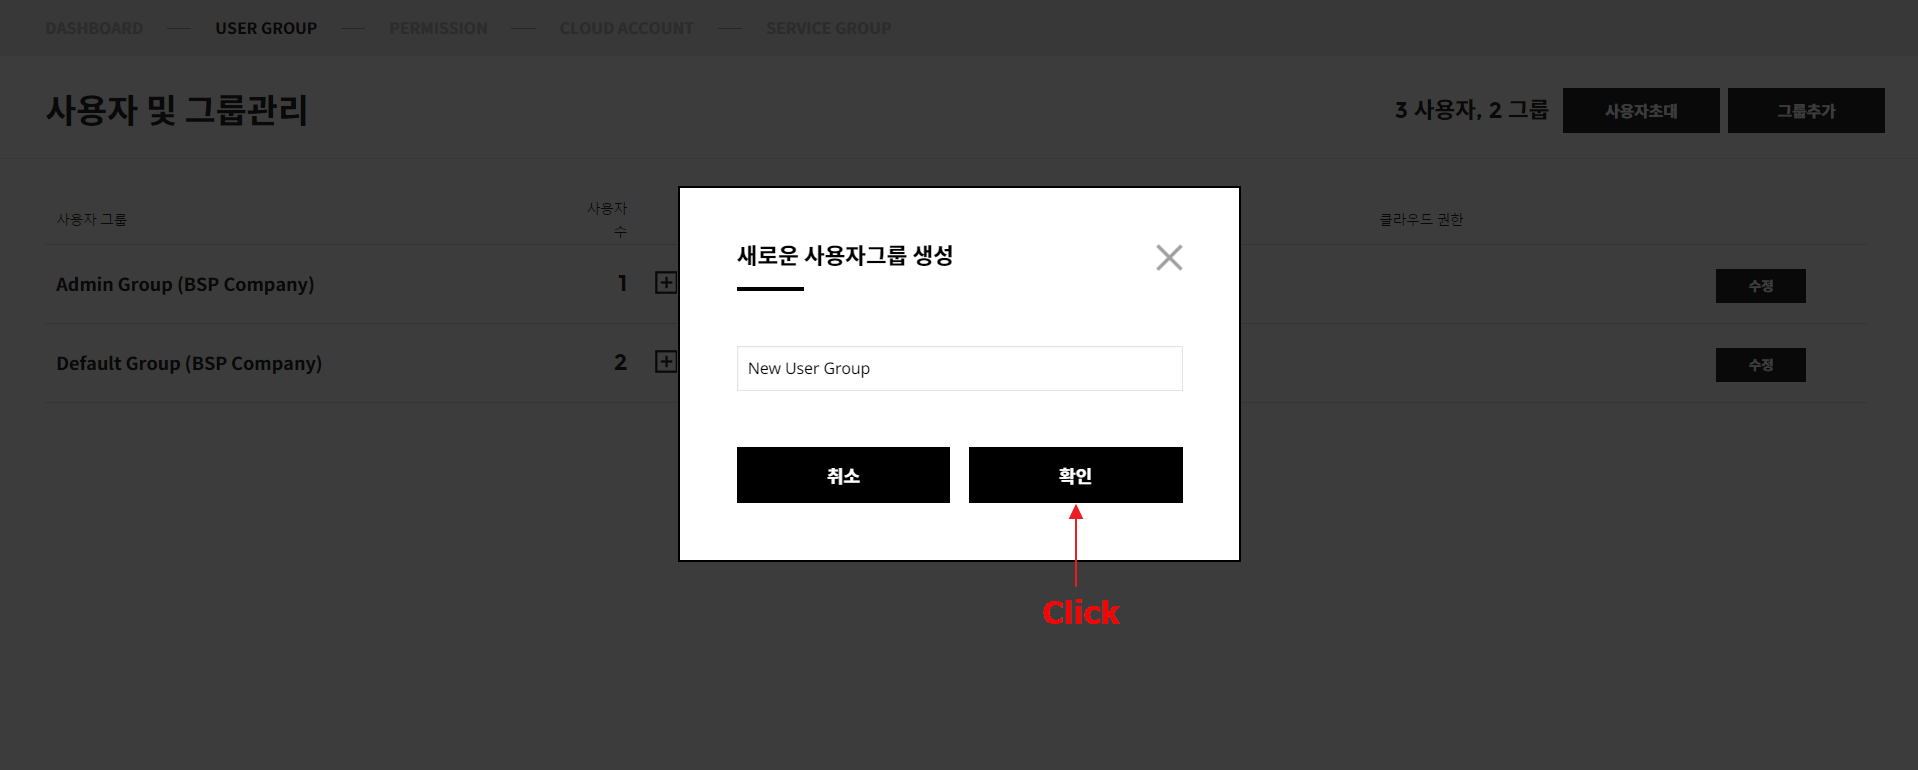 DASHBOARD — USER GROUP — PERMISSION — CLOUD ACCOUNT — SERVICE GROUP
사용자 및 그룹관리
3 사용자, 2 그룹 사용자초대 그룹추가
사용자 그룹 사용자 수 클라우드 권한
Admin Group (BSP Company) 1 수정
Default Group (BSP Company) 2 수정
새로운 사용자그룹 생성
New User Group
취소 확인
Click